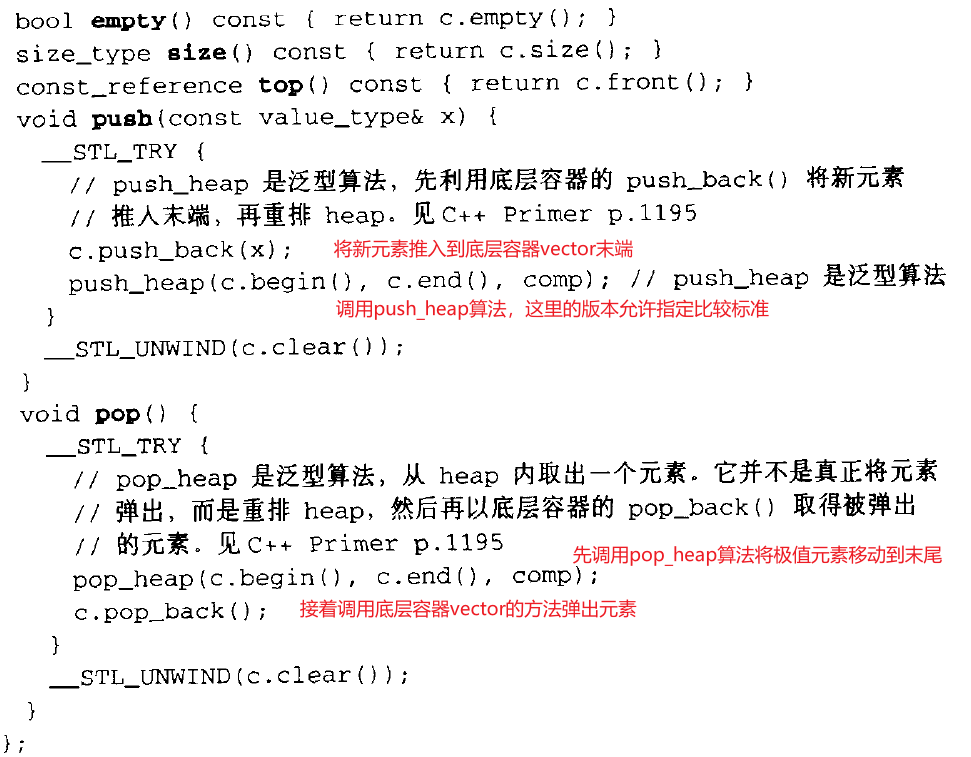 bool empty() const { return c.empty(); }
size_type size() const { return c.size(); }
const_reference top() const { return c.front(); }
void push(const value_type& x) {
__STL_TRY {
// push_heap 是泛型算法，先利用底层容器的 push_back() 将新元素
// 推入末端，再重排 heap。见C++ Primer p.1195
c.push_back(x); 将新元素推入到底层容器vector末端
push_heap(c.begin(), c.end(), comp); // push_heap 是泛型算法
调用push_heap算法，这里的版本允许指定比较标准
}
__STL_UNWIND(c.clear());
}
void pop() {
__STL_TRY {
// pop_heap 是泛型算法，从 heap 内取出一个元素。它并不是真正将元素
// 弹出，而是重排 heap，然后再以底层容器的 pop_back() 取得被弹出
// 的元素。见C++ Primer p.1195
先调用pop_heap算法将极值元素移动到末尾
pop_heap(c.begin(), c.end(), comp);
c.pop_back(); 接着调用底层容器vector的方法弹出元素
}
__STL_UNWIND(c.clear());
}
};